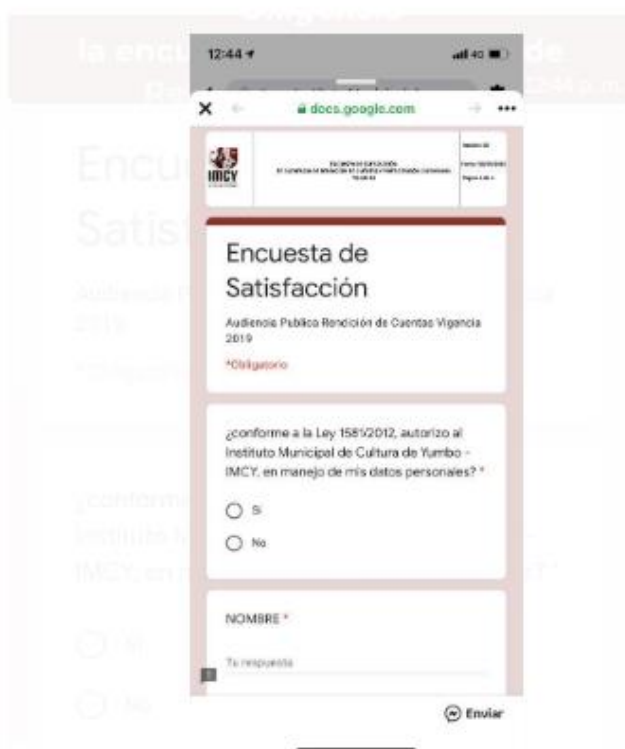 12:44
4G
docs.google.com
IMCY
Encuesta de
Satisfacción
Audiencia Publica Rendición de Cuentas Vigencia
2019
*Obligatorio
¿conforme a la Ley 1581/2012, autorizo al
Instituto Municipal de Cultura de Yumbo -
IMCY, en manejo de mis datos personales? *
Si
No
NOMBRE *
Tu respuesta
Enviar